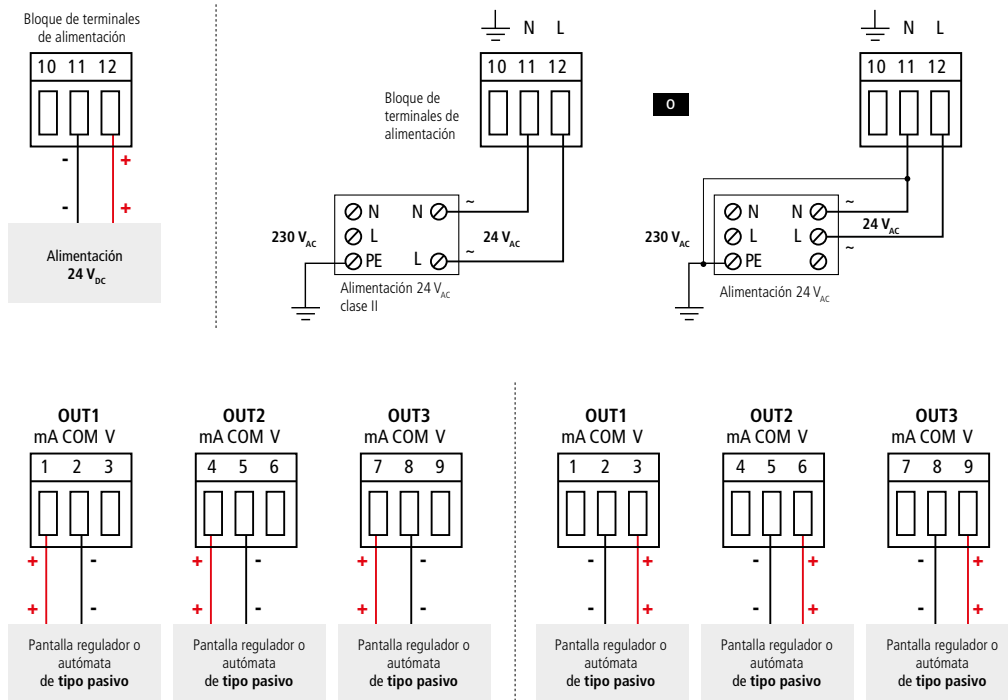 Bloque de terminales
de alimentación
10 11 12
- +
- +
Alimentación
24 VDC
N L
10 11 12
Bloque de
terminales de
alimentación
N N ~
230 VAC L 24 VAC
PE L ~
Alimentación 24 VAC
clase II
O
N L
10 11 12
N N ~
230 VAC L L 24 VAC
PE ~
Alimentación 24 VAC
OUT1
mA COM V
1 2 3
+ -
+ -
Pantalla regulador o
autómata
de tipo pasivo
OUT2
mA COM V
4 5 6
+ -
+ -
Pantalla regulador o
autómata
de tipo pasivo
OUT3
mA COM V
7 8 9
+ -
+ -
Pantalla regulador o
autómata
de tipo pasivo
OUT1
mA COM V
1 2 3
- +
- +
Pantalla regulador o
autómata
de tipo pasivo
OUT2
mA COM V
4 5 6
- +
- +
Pantalla regulador o
autómata
de tipo pasivo
OUT3
mA COM V
7 8 9
- +
- +
Pantalla regulador o
autómata
de tipo pasivo